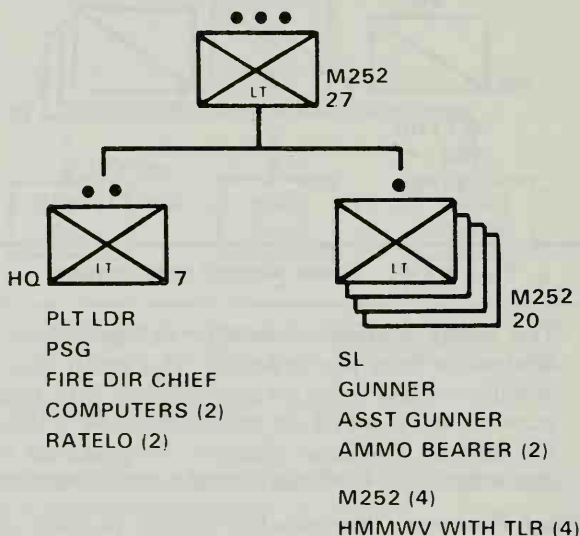 LT
M252
27
HQ
LT
7
LT
M252
20
PLT LDR
PSG
FIRE DIR CHIEF
COMPUTERS (2)
RATELO (2)
SL
GUNNER
ASST GUNNER
AMMO BEARER (2)
M252 (4)
HMMWV WITH TLR (4)